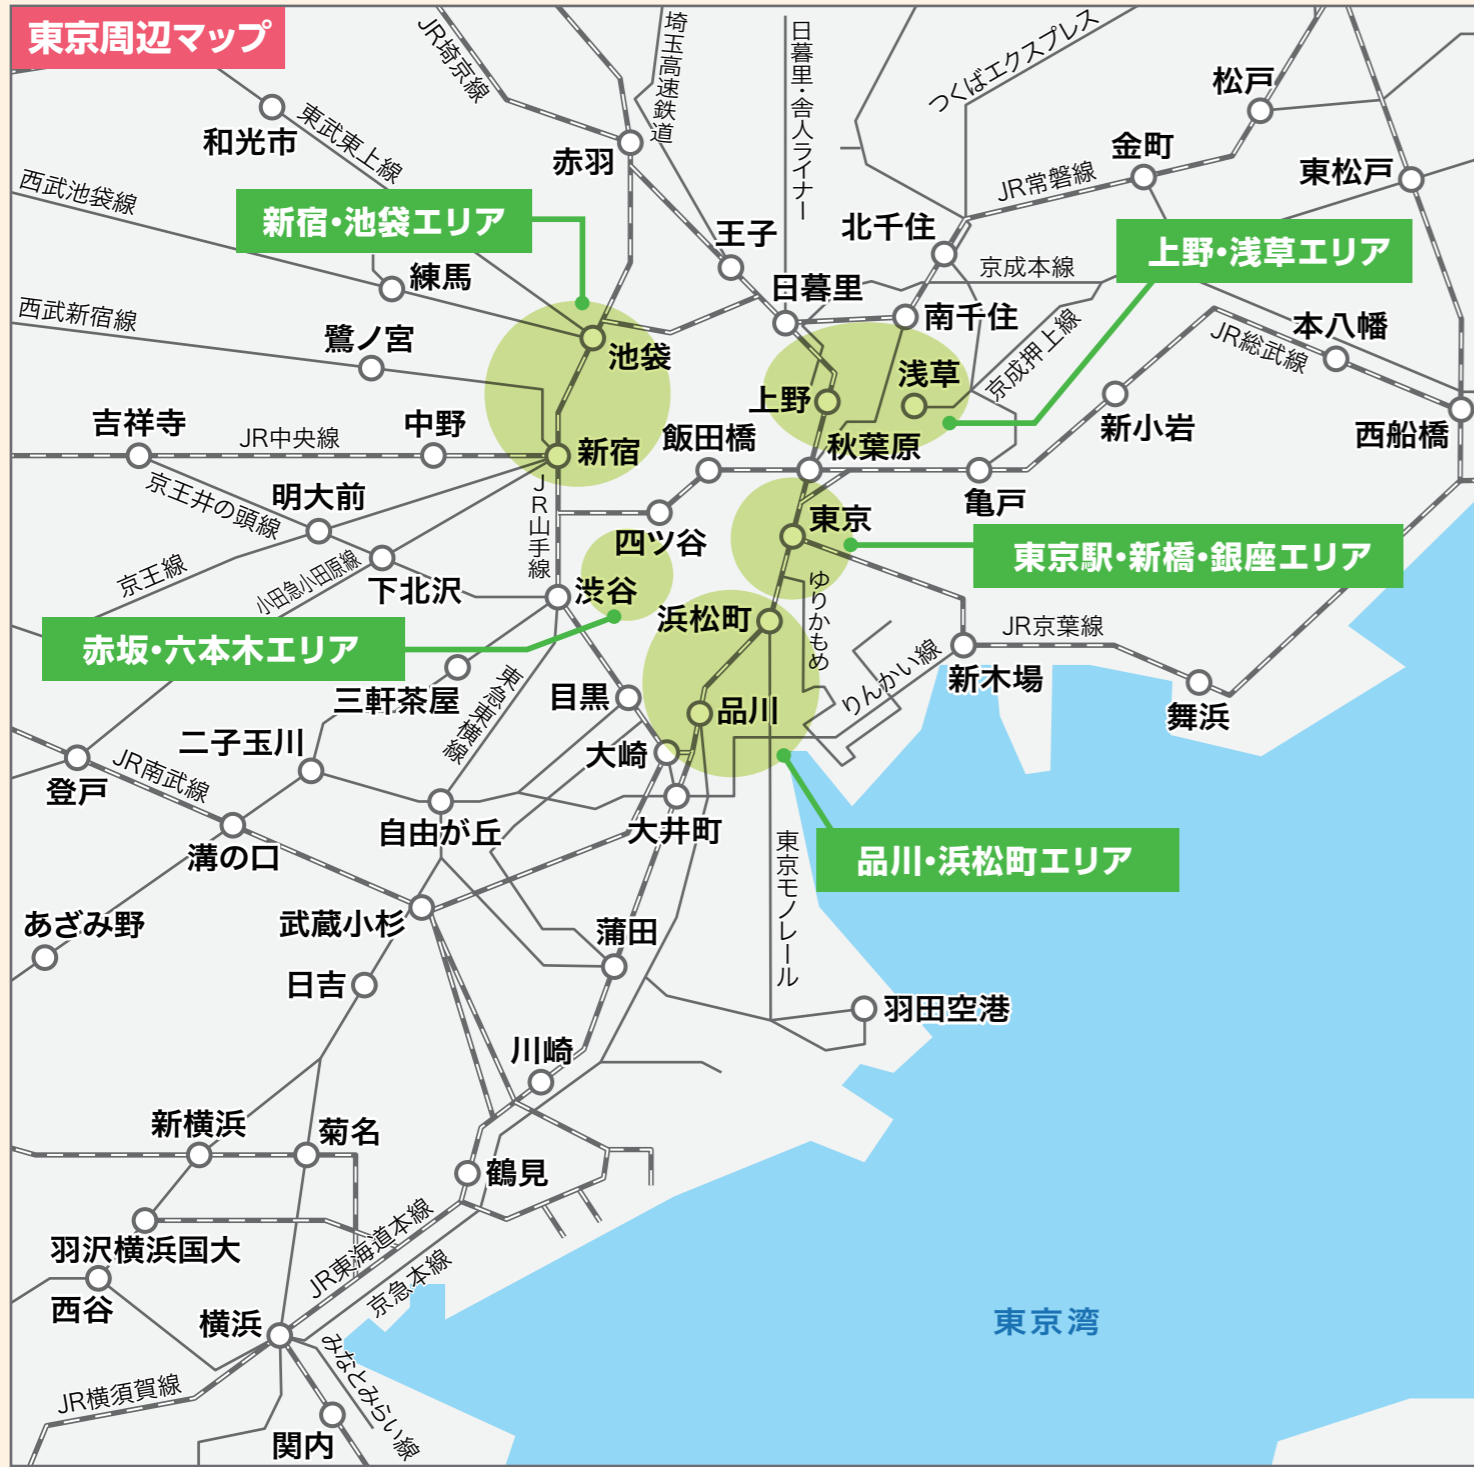 東京周辺マップ
JR埼京線
埼玉高速鉄道
日暮里・舎人ライナー
つくばエクスプレス
松戸
和光市
東武東上線
赤羽
金町
東松戸
JR常磐線
西武池袋線
新宿・池袋エリア
王子
北千住
上野・浅草エリア
練馬
日暮里
京成本線
西武新宿線
鷺ノ宮
南千住
本八幡
JR総武線
池袋
京成押上線
浅草
上野
吉祥寺
JR中央線
中野
新宿
飯田橋
秋葉原
新小岩
西船橋
京王井の頭線
明大前
JR山手線
亀戸
四ツ谷
東京
東京駅・新橋・銀座エリア
京王線
小田急小田原線
下北沢
渋谷
浜松町
ゆりかもめ
JR京葉線
赤坂・六本木エリア
りんかい線
新木場
三軒茶屋
東急東横線
目黒
品川
舞浜
二子玉川
大崎
登戸
JR南武線
自由が丘
大井町
溝の口
東京モノレール
品川・浜松町エリア
あざみ野
武蔵小杉
蒲田
日吉
羽田空港
川崎
新横浜
菊名
鶴見
羽沢横浜国大
JR東海道本線
京急本線
西谷
横浜
東京湾
みなとみらい線
JR横須賀線
関内